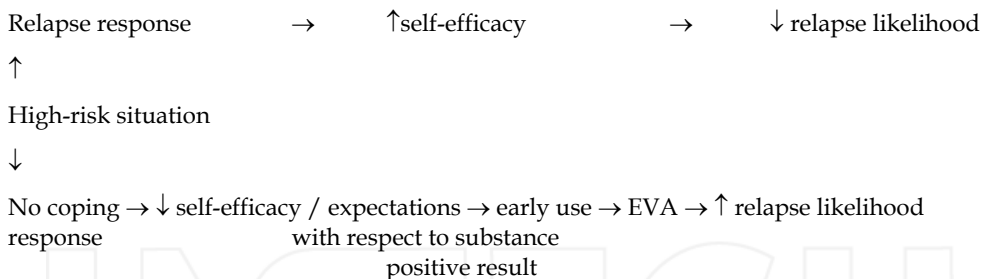 Relapse response → ↑self-efficacy → ↓ relapse likelihood
↑
High-risk situation
↓
No coping → ↓ self-efficacy / expectations → early use → EVA → ↑ relapse likelihood
response with respect to substance
positive result